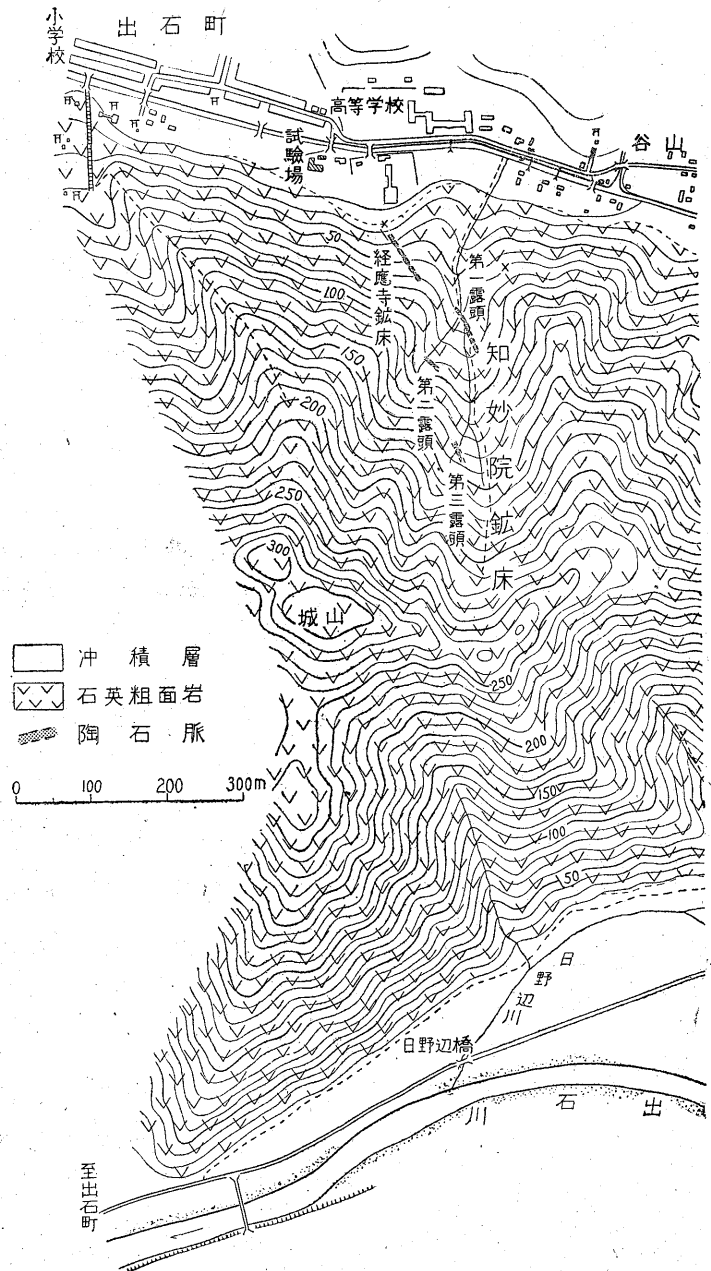 小学校
出石町
高等学校
試驗場
谷山
50
経應寺鉱床
第一露頭
100
知妙院鉱床
150
第二露頭
200
第三露頭
250
300
城山
沖積層
石英粗面岩
陶石脈
250
200
0 100 200 300m
150
100
50
日野辺川
日野辺橋
出石川
至出石町